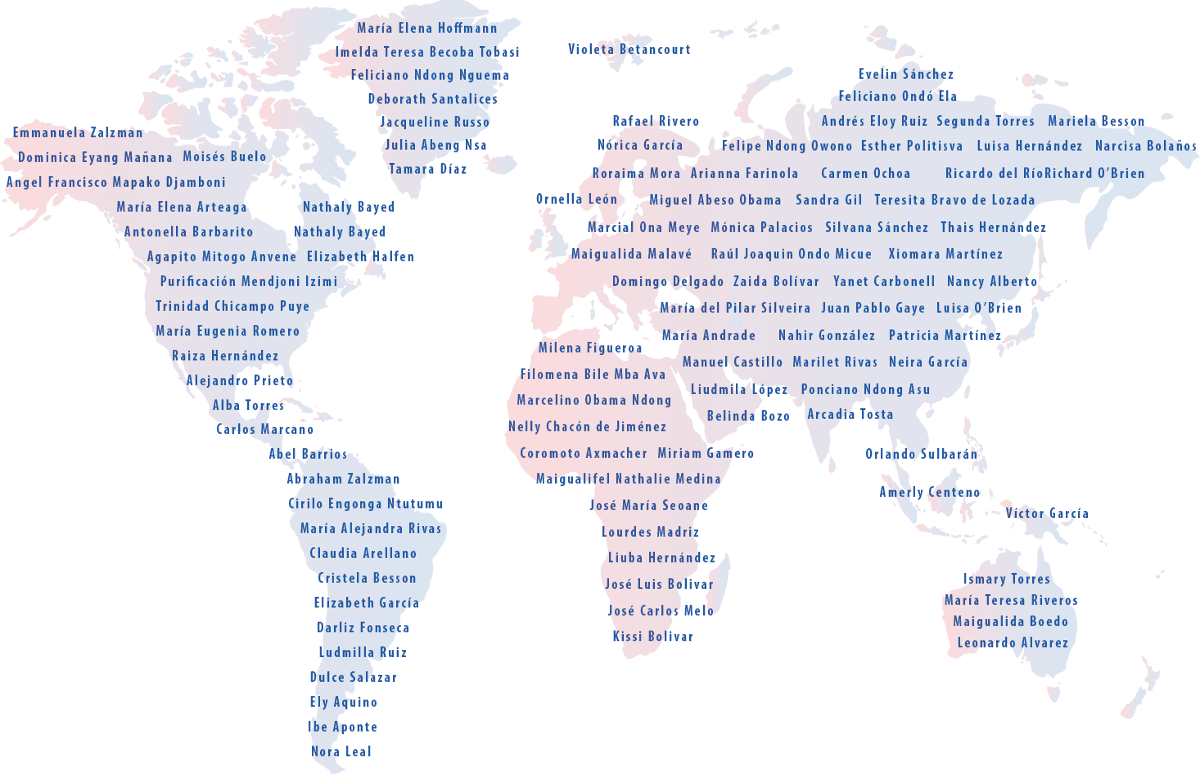 María Elena Hoffmann
Imelda Teresa Becoba Tobasi
Feliciano Ndong Nguema
Deborath Santalices
Jacqueline Russo
Julia Abeng Nsa
Tamara Díaz
Emmanuela Zalzman
Dominica Eyang Mañana Moisés Buelo
Angel Francisco Mapako Djamboni
María Elena Arteaga Nathaly Bayed
Antonella Barbarito Nathaly Bayed
Agapito Mitogo Anvene Elizabeth Halfen
Purificación Mendjoni Izimi
Trinidad Chicampo Puye
María Eugenia Romero
Raiza Hernández
Alejandro Prieto
Alba Torres
Carlos Marcano
Abel Barrios
Abraham Zalzman
Cirilo Engonga Ntutumu
María Alejandra Rivas
Claudia Arellano
Cristela Besson
Elizabeth García
Darliz Fonseca
Ludmilla Ruiz
Dulce Salazar
Ely Aquino
Ibe Aponte
Nora Leal
Violeta Betancourt
Evelin Sánchez
Feliciano Ondó Ela
Rafael Rivero Andrés Eloy Ruiz Segunda Torres Mariela Besson
Nórica García Felipe Ndong Owono Esther Politisva Luisa Hernández Narcisa Bolaños
Roraima Mora Arianna Farinola Carmen Ochoa Ricardo del RíoRichard O’Brien
Ornella León Miguel Abeso Obama Sandra Gil Teresita Bravo de Lozada
Marcial Ona Meye Mónica Palacios Silvana Sánchez Thais Hernández
Maigualida Malavé Raúl Joaquin Ondo Micue Xiomara Martínez
Domingo Delgado Zaida Bolívar Yanet Carbonell Nancy Alberto
María del Pilar Silveira Juan Pablo Gaye Luisa O’Brien
María Andrade Nahir González Patricia Martínez
Manuel Castillo Marilet Rivas Neira García
Liudmila López Ponciano Ndong Asu
Belinda Bozo Arcadia Tosta
Milena Figueroa
Filomena Bile Mba Ava
Marcelino Obama Ndong
Nelly Chacón de Jiménez
Coromoto Axmacher Miriam Gamero
Maigualifel Nathalie Medina
José María Seoane
Lourdes Madriz
Liuba Hernández
José Luis Bolivar
José Carlos Melo
Kissi Bolivar
Orlando Sulbarán
Amerly Centeno
Víctor García
Ismary Torres
María Teresa Riveros
Maigualida Boedo
Leonardo Alvarez